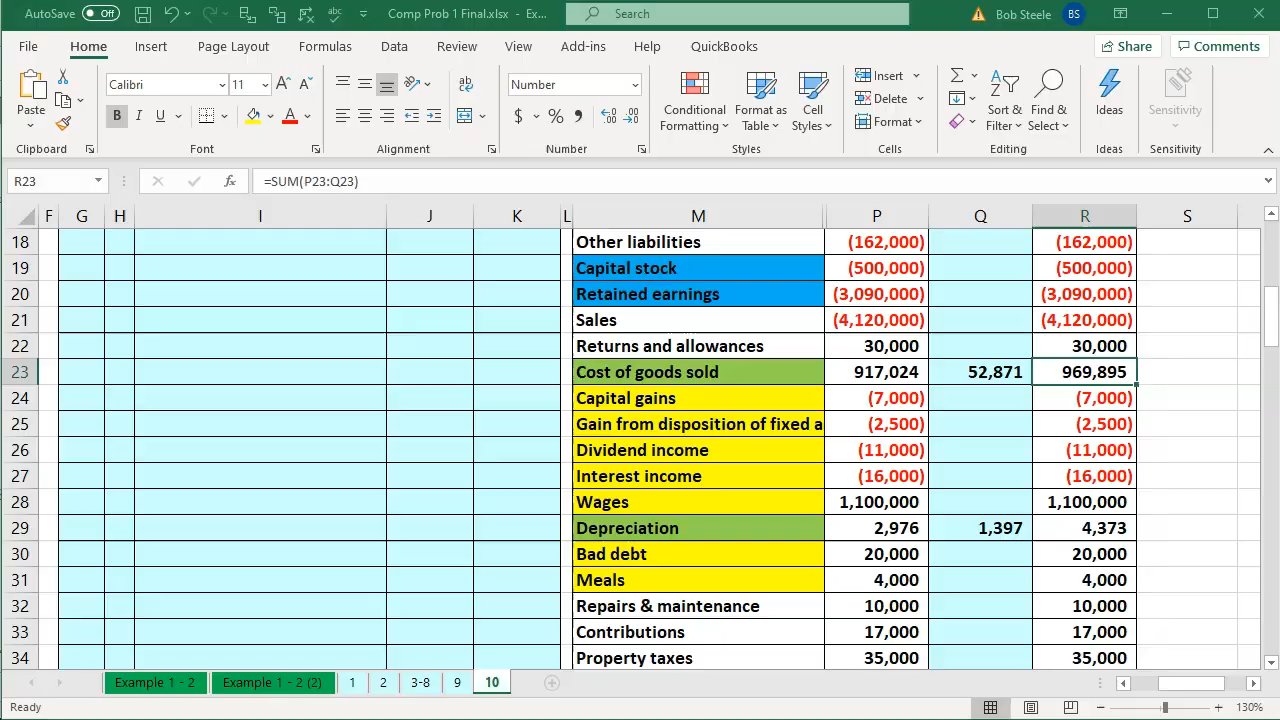 AutoSave Off Comp Prob 1 Final.xlsx - Ex... Search Bob Steele BS
File Home Insert Page Layout Formulas Data Review View Add-ins Help QuickBooks Share Comments
Calibri 11 A A ab Number Insert
Paste Conditional Format as Cell Delete Sort & Find & Ideas Sensitivity
B I U A $ % Formatting Table Styles Format Filter Select
Clipboard Font Alignment Number Styles Cells Editing Ideas Sensitivity
R23 fx =SUM(P23:Q23)
F G H I J K L M P Q R S
18 Other liabilities (162,000) (162,000)
19 Capital stock (500,000) (500,000)
20 Retained earnings (3,090,000) (3,090,000)
21 Sales (4,120,000) (4,120,000)
22 Returns and allowances 30,000 30,000
23 Cost of goods sold 917,024 52,871 969,895
24 Capital gains (7,000) (7,000)
25 Gain from disposition of fixed a (2,500) (2,500)
26 Dividend income (11,000) (11,000)
27 Interest income (16,000) (16,000)
28 Wages 1,100,000 1,100,000
29 Depreciation 2,976 1,397 4,373
30 Bad debt 20,000 20,000
31 Meals 4,000 4,000
32 Repairs & maintenance 10,000 10,000
33 Contributions 17,000 17,000
34 Property taxes 35,000 35,000
Example 1 - 2 Example 1 - 2 (2) 1 2 3-8 9 10
Ready 130%